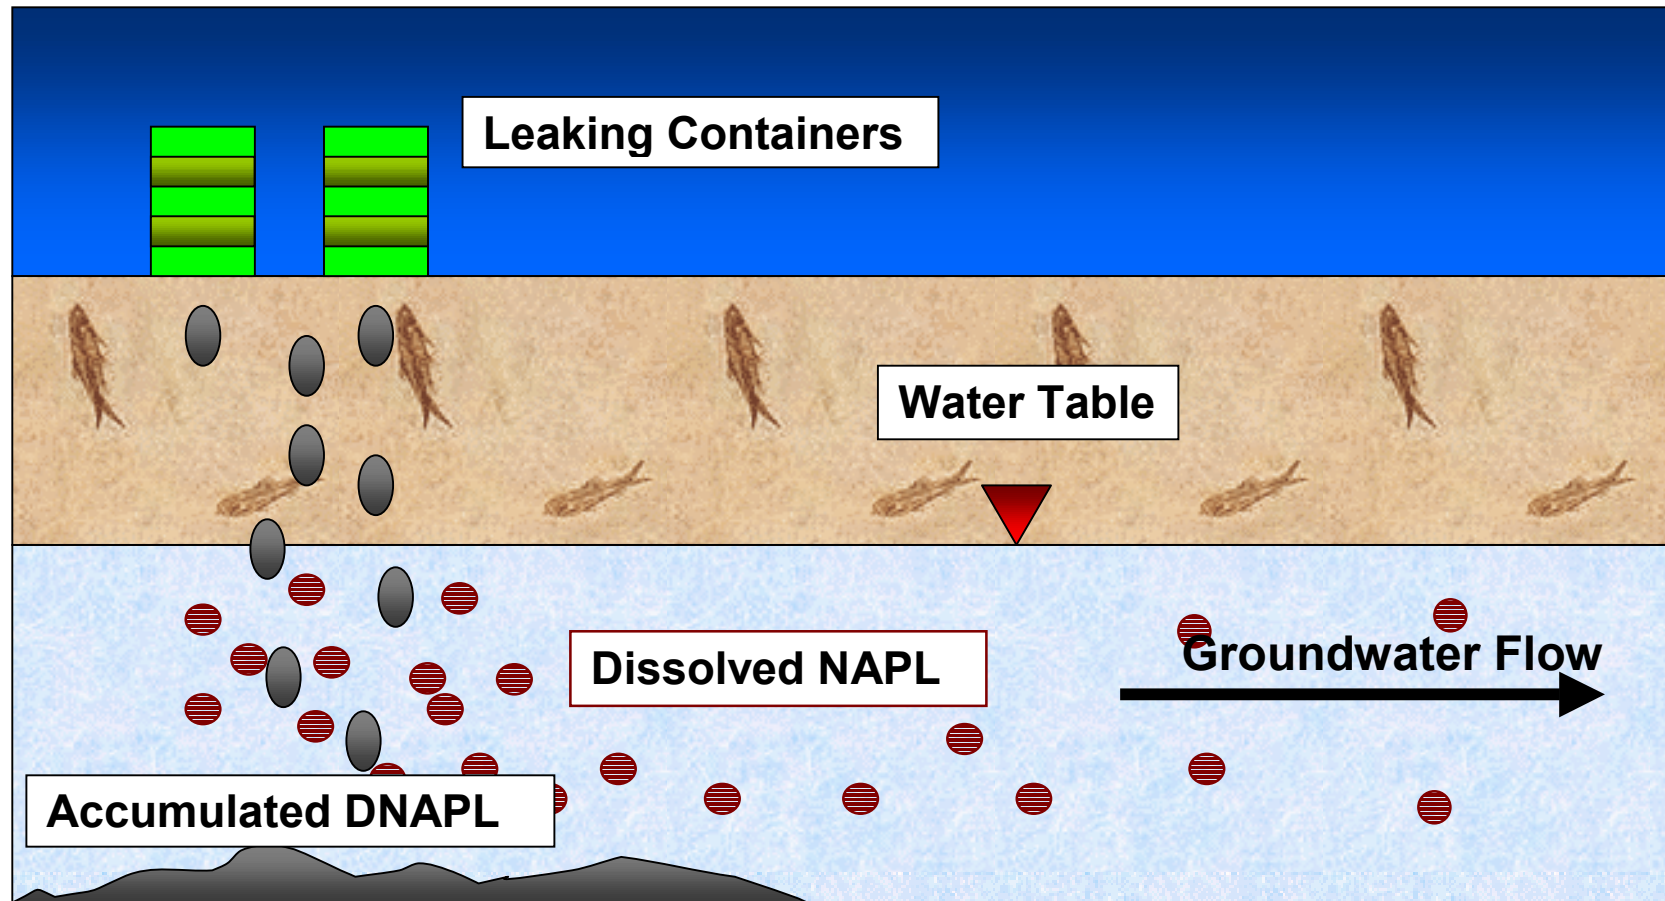 Leaking Containers
Water Table
Dissolved NAPL
Groundwater Flow
Accumulated DNAPL